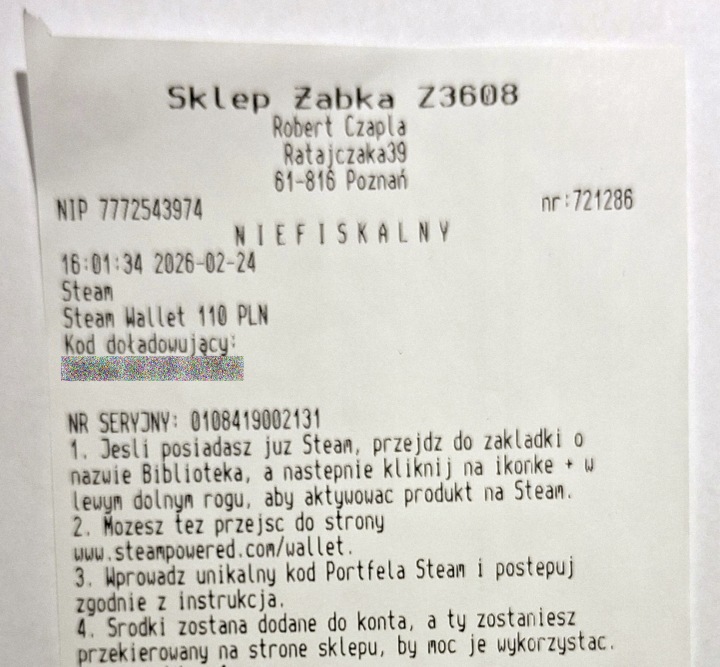 Sklep Żabka Z3608
Robert Czapla
Ratajczaka39
61-816 Poznań
NIP 7772543974 nr:721286
N I E F I S K A L N Y
16:01:34 2026-02-24
Steam
Steam Wallet 110 PLN
Kod doładowujący:
NR SERYJNY: 0108419002131
1. Jesli posiadasz juz Steam, przejdz do zakladki o
nazwie Biblioteka, a nastepnie kliknij na ikonke + w
lewym dolnym rogu, aby aktywowac produkt na Steam.
2. Mozesz tez przejsc do strony
www.steampowered.com/wallet.
3. Wprowadz unikalny kod Portfela Steam i postepuj
zgodnie z instrukcja.
4. Srodki zostana dodane do konta, a ty zostaniesz
przekierowany na strone sklepu, by moc je wykorzystac.